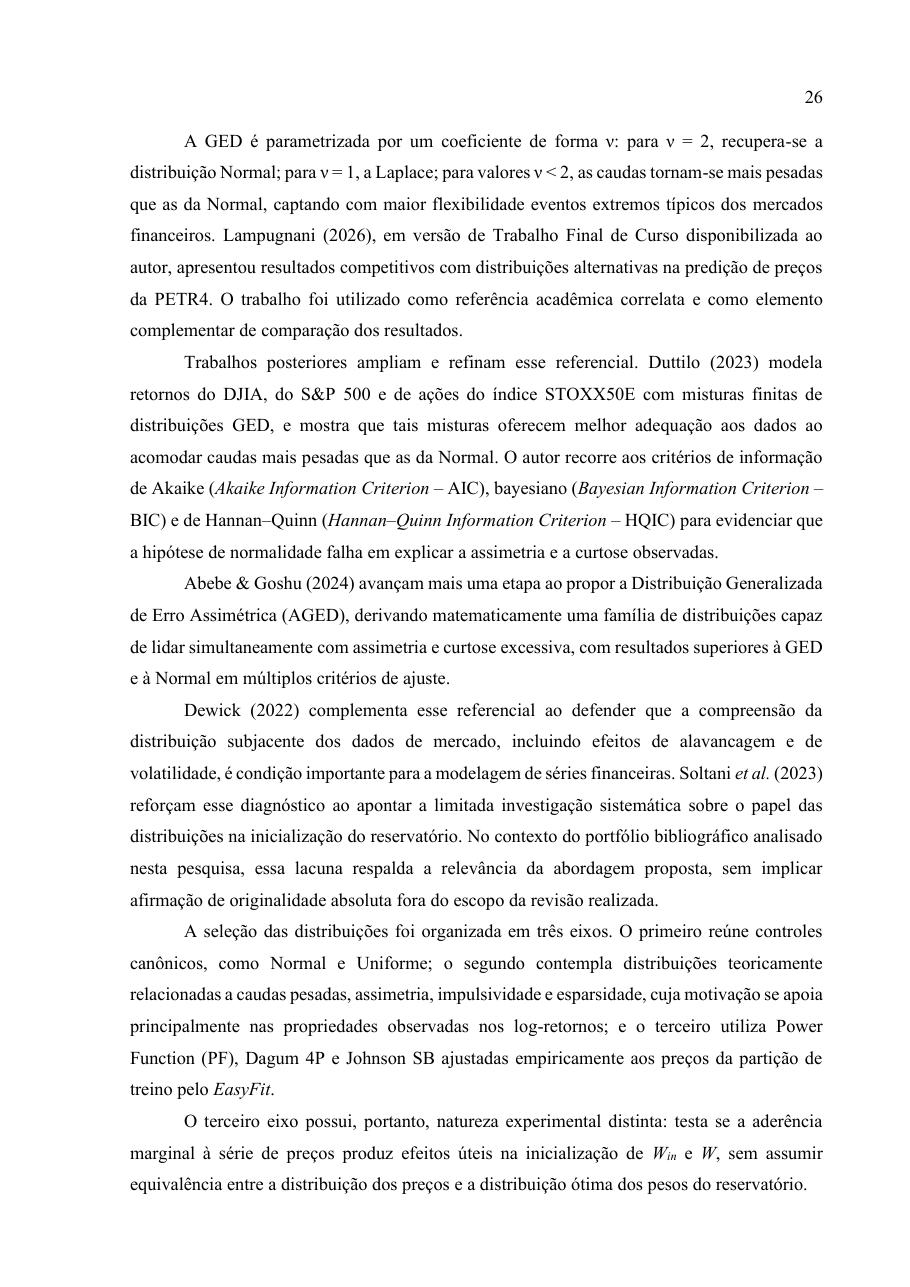 26
A GED é parametrizada por um coeficiente de forma ν: para ν = 2, recupera-se a
distribuição Normal; para ν = 1, a Laplace; para valores ν < 2, as caudas tornam-se mais pesadas
que as da Normal, captando com maior flexibilidade eventos extremos típicos dos mercados
financeiros. Lampugnani (2026), em versão de Trabalho Final de Curso disponibilizada ao
autor, apresentou resultados competitivos com distribuições alternativas na predição de preços
da PETR4. O trabalho foi utilizado como referência acadêmica correlata e como elemento
complementar de comparação dos resultados.
Trabalhos posteriores ampliam e refinam esse referencial. Duttilo (2023) modela
retornos do DJIA, do S&P 500 e de ações do índice STOXX50E com misturas finitas de
distribuições GED, e mostra que tais misturas oferecem melhor adequação aos dados ao
acomodar caudas mais pesadas que as da Normal. O autor recorre aos critérios de informação
de Akaike (Akaike Information Criterion – AIC), bayesiano (Bayesian Information Criterion –
BIC) e de Hannan–Quinn (Hannan–Quinn Information Criterion – HQIC) para evidenciar que
a hipótese de normalidade falha em explicar a assimetria e a curtose observadas.
Abebe & Goshu (2024) avançam mais uma etapa ao propor a Distribuição Generalizada
de Erro Assimétrica (AGED), derivando matematicamente uma família de distribuições capaz
de lidar simultaneamente com assimetria e curtose excessiva, com resultados superiores à GED
e à Normal em múltiplos critérios de ajuste.
Dewick (2022) complementa esse referencial ao defender que a compreensão da
distribuição subjacente dos dados de mercado, incluindo efeitos de alavancagem e de
volatilidade, é condição importante para a modelagem de séries financeiras. Soltani et al. (2023)
reforçam esse diagnóstico ao apontar a limitada investigação sistemática sobre o papel das
distribuições na inicialização do reservatório. No contexto do portfólio bibliográfico analisado
nesta pesquisa, essa lacuna respalda a relevância da abordagem proposta, sem implicar
afirmação de originalidade absoluta fora do escopo da revisão realizada.
A seleção das distribuições foi organizada em três eixos. O primeiro reúne controles
canônicos, como Normal e Uniforme; o segundo contempla distribuições teoricamente
relacionadas a caudas pesadas, assimetria, impulsividade e esparsidade, cuja motivação se apoia
principalmente nas propriedades observadas nos log-retornos; e o terceiro utiliza Power
Function (PF), Dagum 4P e Johnson SB ajustadas empiricamente aos preços da partição de
treino pelo EasyFit.
O terceiro eixo possui, portanto, natureza experimental distinta: testa se a aderência
marginal à série de preços produz efeitos úteis na inicialização de Win e W, sem assumir
equivalência entre a distribuição dos preços e a distribuição ótima dos pesos do reservatório.